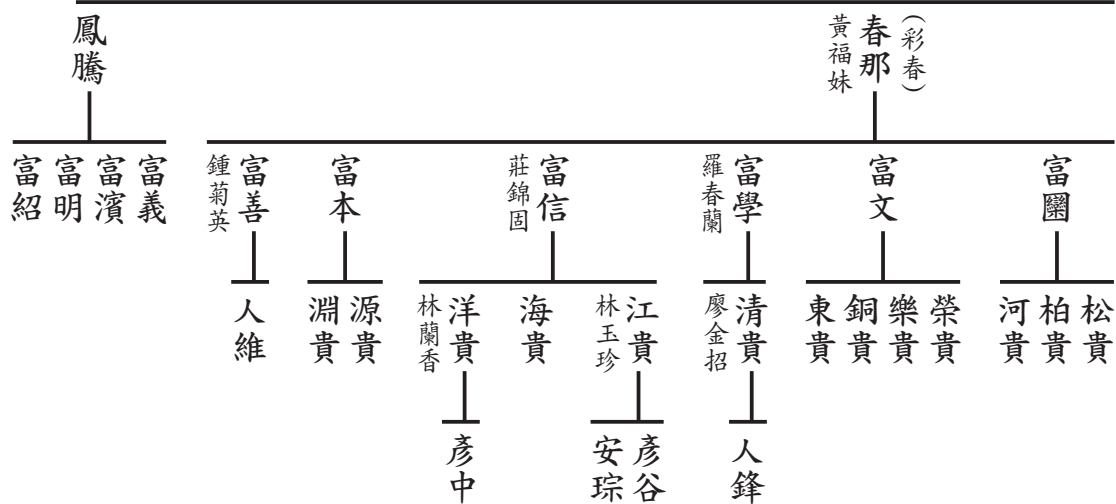 (彩春)
春那
黃福妹
鳳騰
富圞
富文
富學
羅春蘭
富信
莊錦固
富本
富善
鍾菊英
富義
富濱
富明
富紹
松貴
柏貴
河貴
榮貴
樂貴
銅貴
東貴
清貴
廖金招
江貴
林玉珍
海貴
洋貴
林蘭香
源貴
淵貴
人維
人鋒
彥谷
安琮
彥中